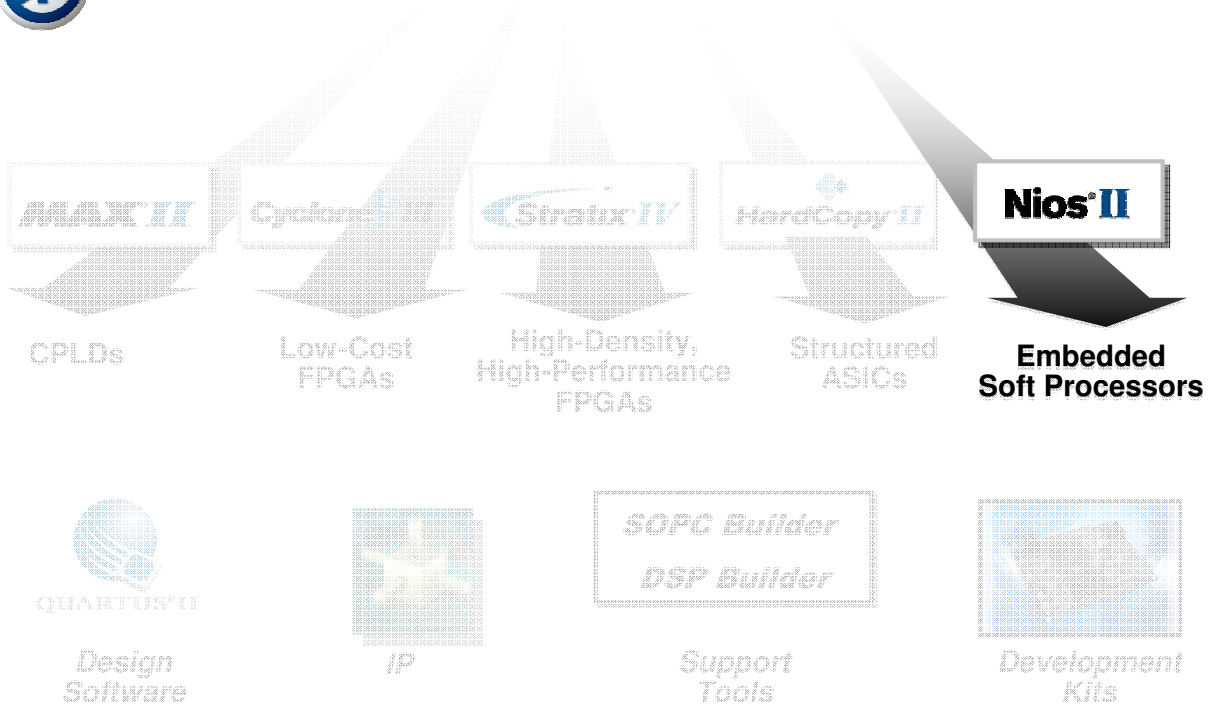 MAX II
Cyclone
Stratix IV
HardCopy II
Nios® II
CPLDs
Low-Cost
FPGAs
High-Density,
High-Performance
FPGAs
Structured
ASICs
Embedded
Soft Processors
SOPC Builder
DSP Builder
QUARTUS® II
Design
Software
IP
Support
Tools
Development
Kits